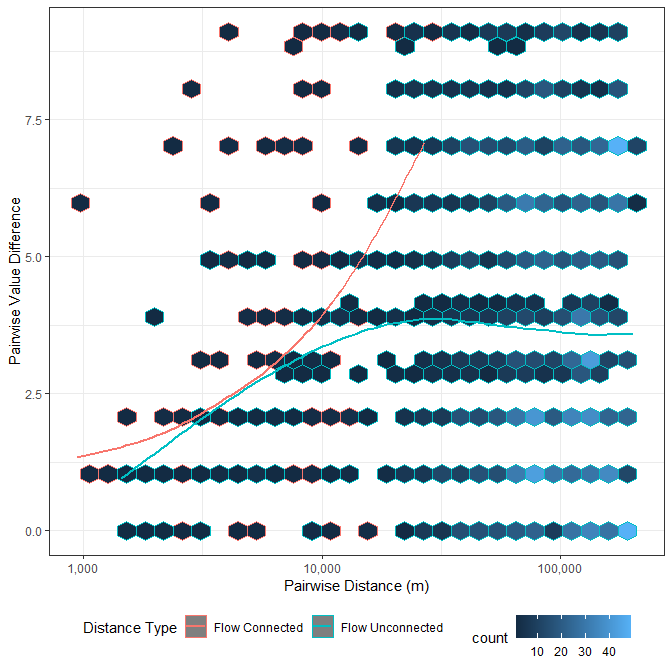 7.5
5.0
2.5
0.0
Pairwise Value Difference
1,000 10,000 100,000
Pairwise Distance (m)
Distance Type Flow Connected Flow Unconnected count
10 20 30 40